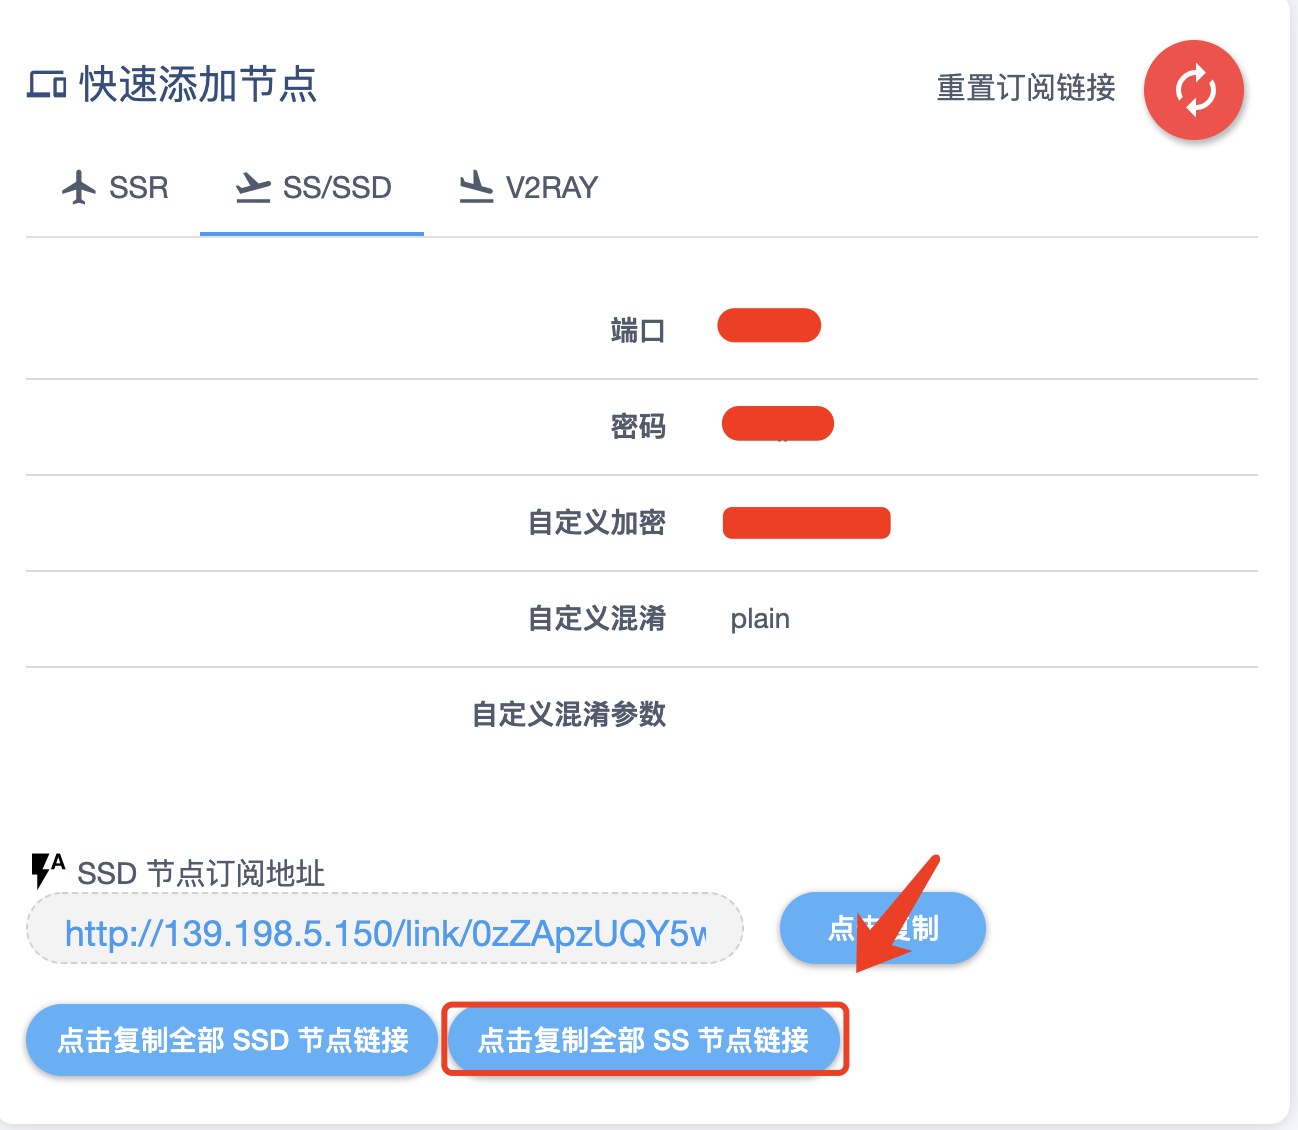 快速添加节点
重置订阅链接
SSR SS/SSD V2RAY
端口
密码
自定义加密
自定义混淆 plain
自定义混淆参数
SSD 节点订阅地址
http://139.198.5.150/link/0zZApzUQY5w
点击复制
点击复制全部 SSD 节点链接
点击复制全部 SS 节点链接